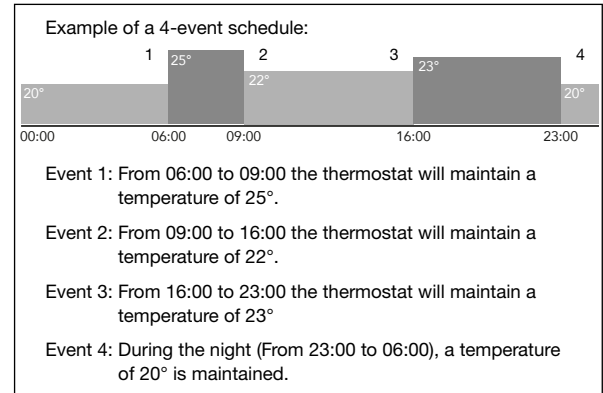 Example of a 4-event schedule:
1 25° 2 3 23° 4
20° 22° 20°
00:00 06:00 09:00 16:00 23:00
Event 1: From 06:00 to 09:00 the thermostat will maintain a
temperature of 25°.
Event 2: From 09:00 to 16:00 the thermostat will maintain a
temperature of 22°.
Event 3: From 16:00 to 23:00 the thermostat will maintain a
temperature of 23°
Event 4: During the night (From 23:00 to 06:00), a temperature
of 20° is maintained.